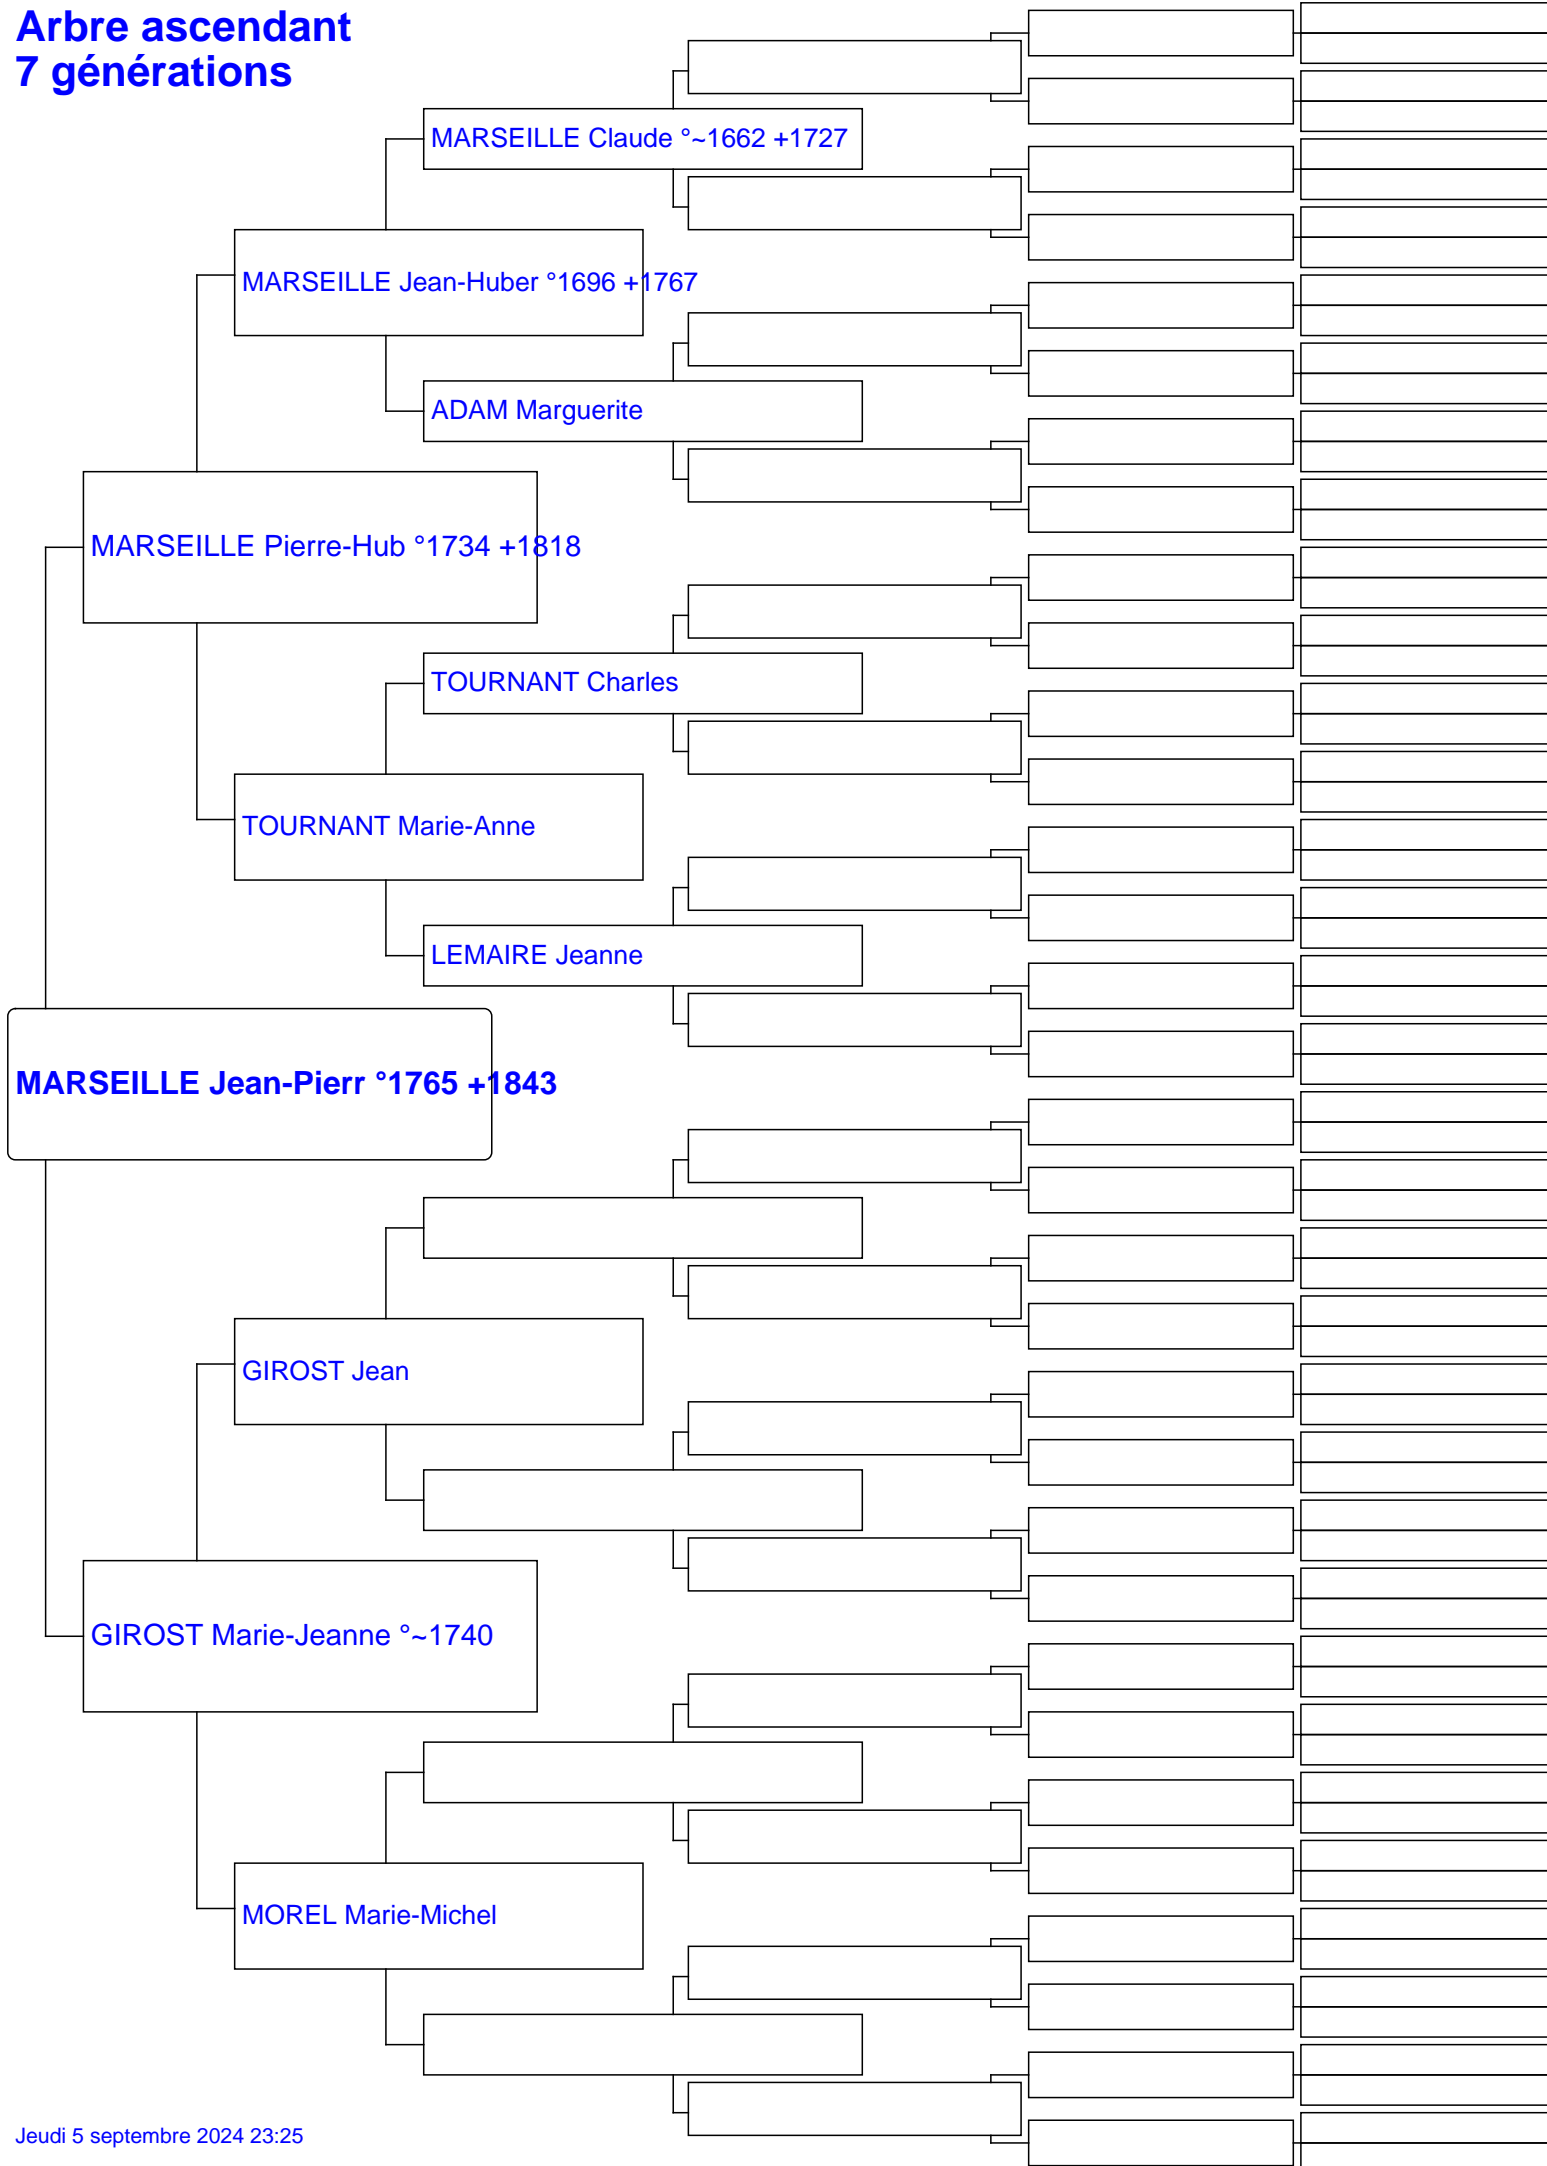 Arbre ascendant
7 générations
MARSEILLE Claude °~1662 +1727
MARSEILLE Jean-Huber °1696 +1767
ADAM Marguerite
MARSEILLE Pierre-Hub °1734 +1818
TOURNANT Charles
TOURNANT Marie-Anne
LEMAIRE Jeanne
MARSEILLE Jean-Pierr °1765 +1843
GIROST Jean
GIROST Marie-Jeanne °~1740
MOREL Marie-Michel
Jeudi 5 septembre 2024 23:25